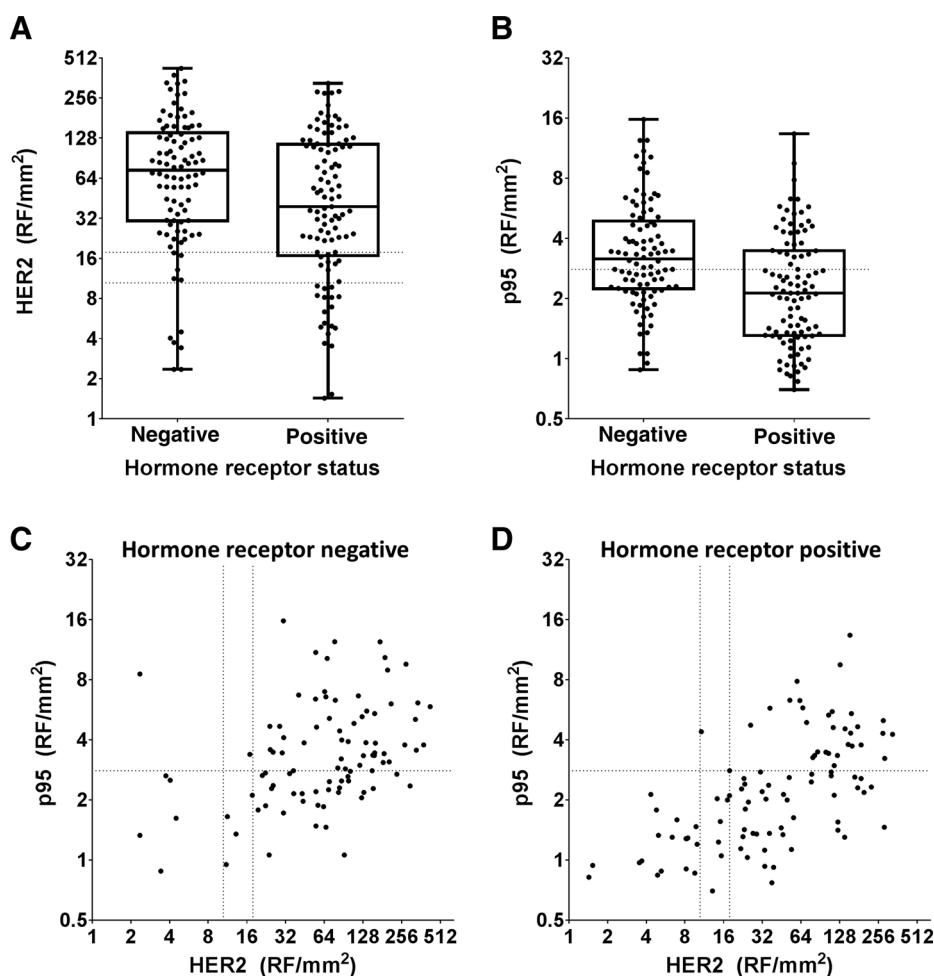 A
HER2 (RF/mm²)
512
256
128
64
32
16
8
4
2
1
Negative Positive
Hormone receptor status
B
p95 (RF/mm²)
32
16
8
4
2
1
0.5
Negative Positive
Hormone receptor status
C
Hormone receptor negative
p95 (RF/mm²)
32
16
8
4
2
1
0.5
1 2 4 8 16 32 64 128 256 512
HER2 (RF/mm²)
D
Hormone receptor positive
p95 (RF/mm²)
32
16
8
4
2
1
0.5
1 2 4 8 16 32 64 128 256 512
HER2 (RF/mm²)